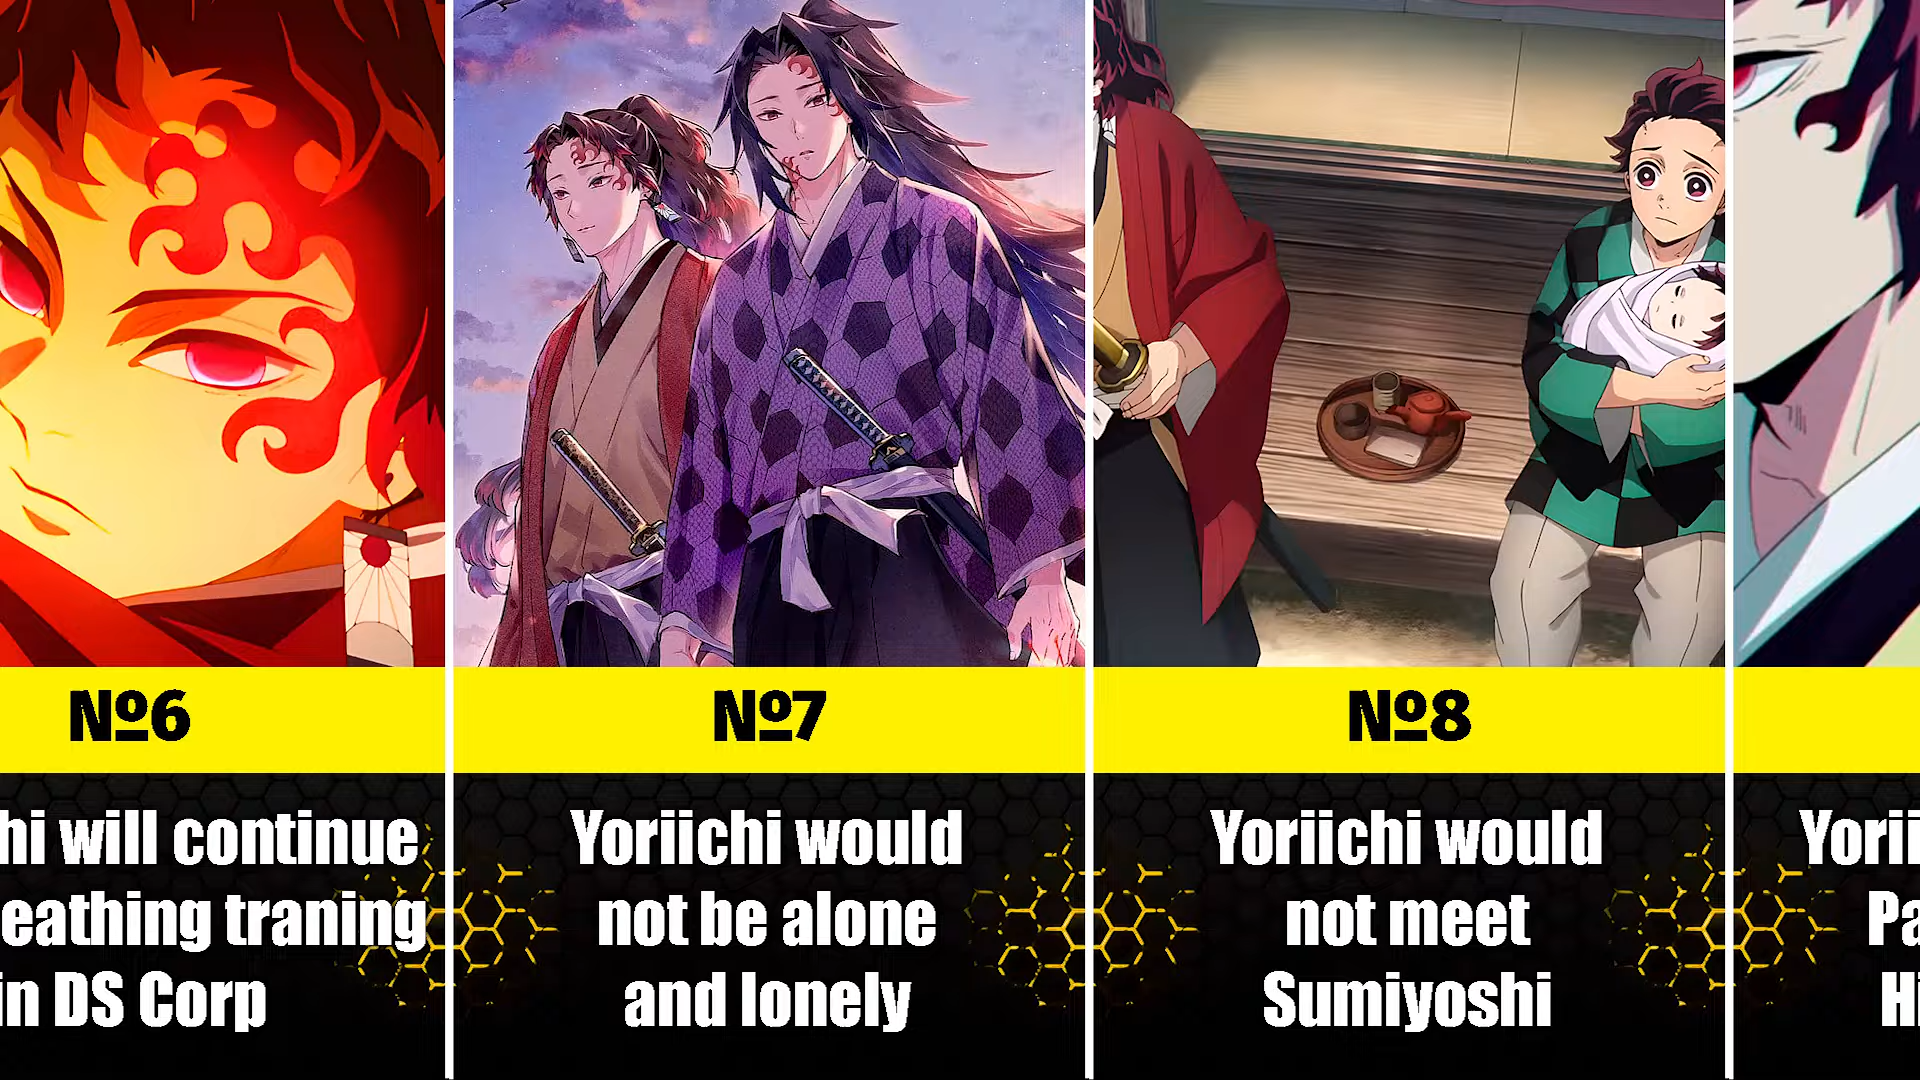 №6
hi will continue
eathing traning
in DS Corp
№7
Yoriichi would
not be alone
and lonely
№8
Yoriichi would
not meet
Sumiyoshi
Yorii
Pa
Hi